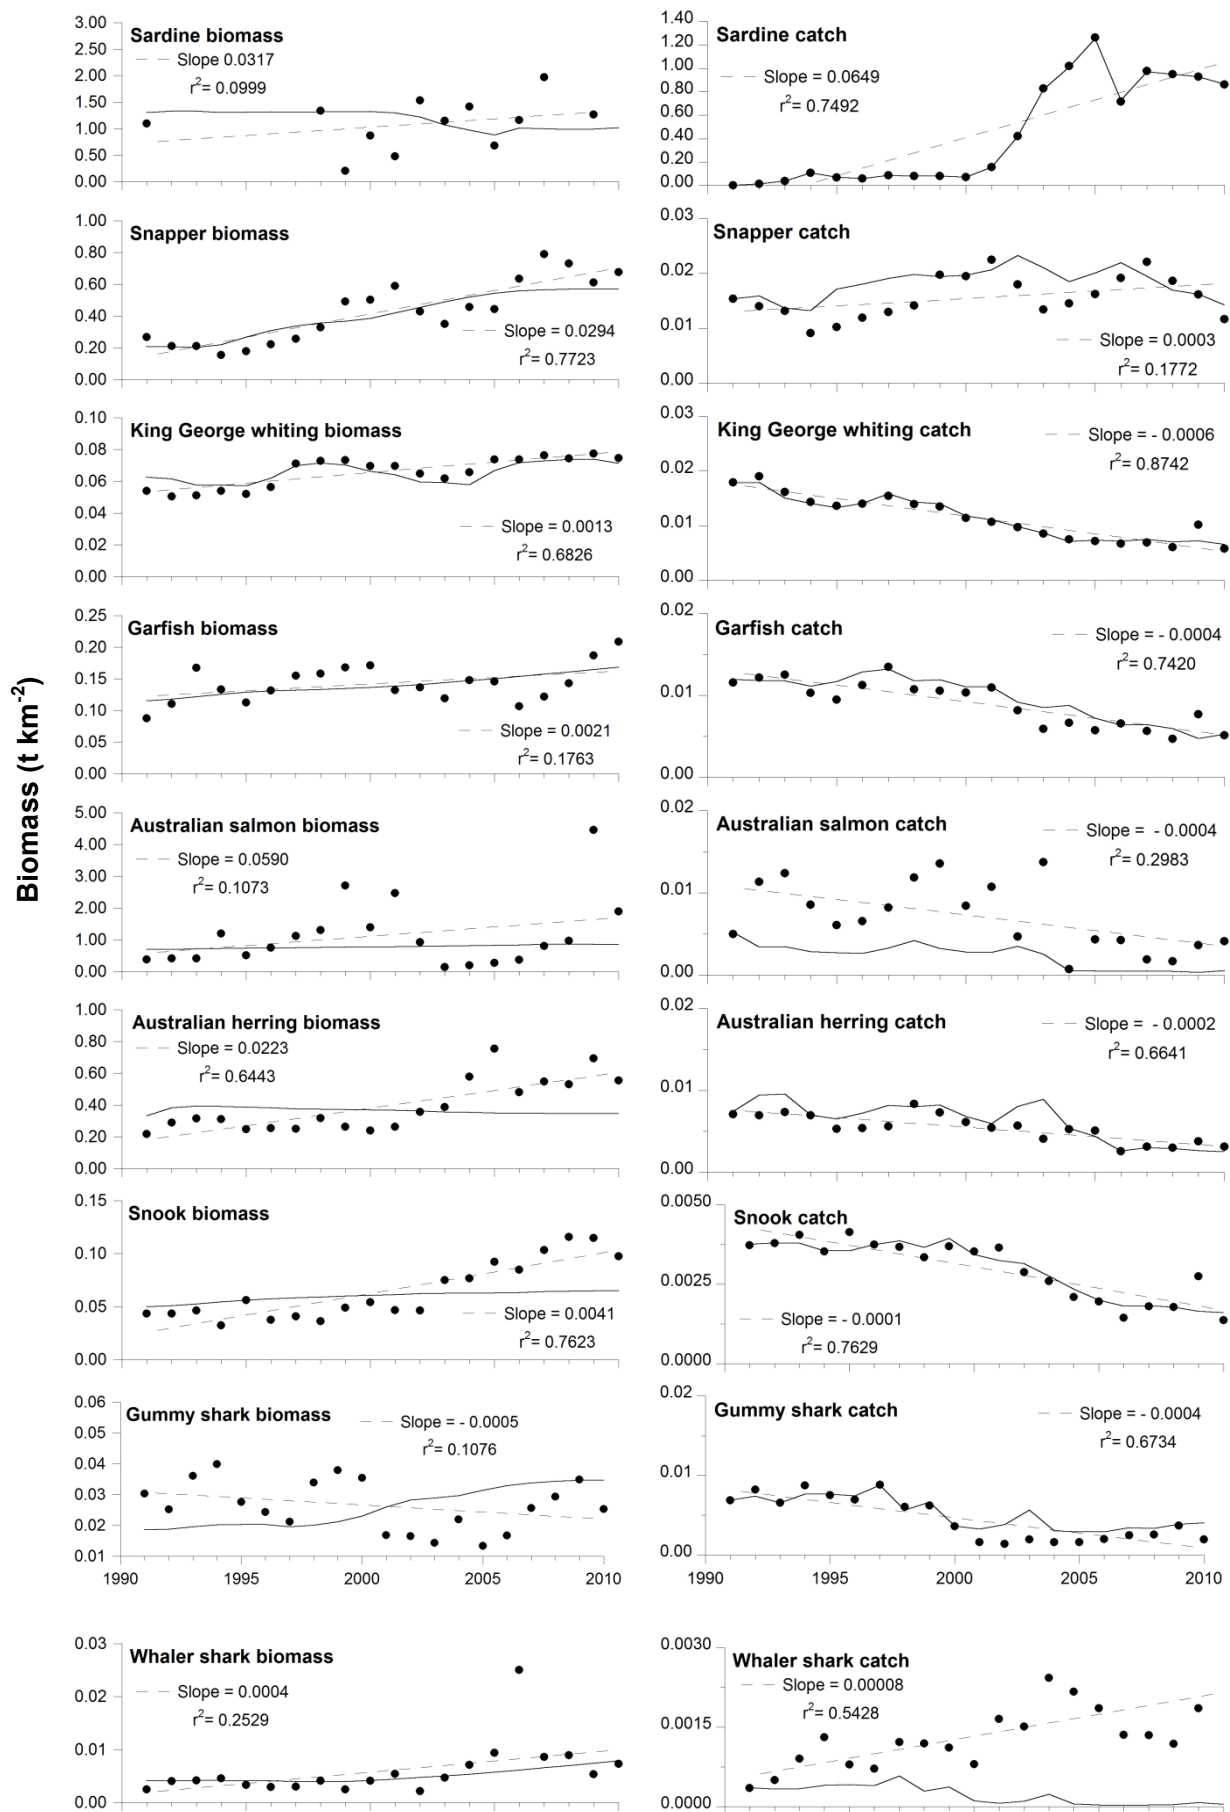 Biomass (t km-2)
Sardine biomass
Slope 0.0317
r2= 0.0999
3.00
2.50
2.00
1.50
1.00
0.50
0.00
Sardine catch
Slope = 0.0649
r2= 0.7492
1.40
1.20
1.00
0.80
0.60
0.40
0.20
0.00
Snapper biomass
Slope = 0.0294
r2= 0.7723
1.00
0.80
0.60
0.40
0.20
0.00
Snapper catch
Slope = 0.0003
r2= 0.1772
0.03
0.02
0.01
0.00
King George whiting biomass
Slope = 0.0013
r2= 0.6826
0.10
0.08
0.06
0.04
0.02
0.00
King George whiting catch
Slope = - 0.0006
r2= 0.8742
0.03
0.02
0.01
0.00
Garfish biomass
Slope = 0.0021
r2= 0.1763
0.25
0.20
0.15
0.10
0.05
0.00
Garfish catch
Slope = - 0.0004
r2= 0.7420
0.02
0.01
0.00
Australian salmon biomass
Slope = 0.0590
r2= 0.1073
5.00
4.00
3.00
2.00
1.00
0.00
Australian salmon catch
Slope = - 0.0004
r2= 0.2983
0.02
0.01
0.00
Australian herring biomass
Slope = 0.0223
r2= 0.6443
1.00
0.80
0.60
0.40
0.20
0.00
Australian herring catch
Slope = - 0.0002
r2= 0.6641
0.02
0.01
0.00
Snook biomass
Slope = 0.0041
r2= 0.7623
0.15
0.10
0.05
0.00
Snook catch
Slope = - 0.0001
r2= 0.7629
0.0050
0.0025
0.0000
Gummy shark biomass
Slope = - 0.0005
r2= 0.1076
0.06
0.05
0.04
0.03
0.02
0.01
1990 1995 2000 2005 2010
Gummy shark catch
Slope = - 0.0004
r2= 0.6734
0.02
0.01
0.00
1990 1995 2000 2005 2010
Whaler shark biomass
Slope = 0.0004
r2= 0.2529
0.03
0.02
0.01
0.00
Whaler shark catch
Slope = 0.00008
r2= 0.5428
0.0030
0.0015
0.0000